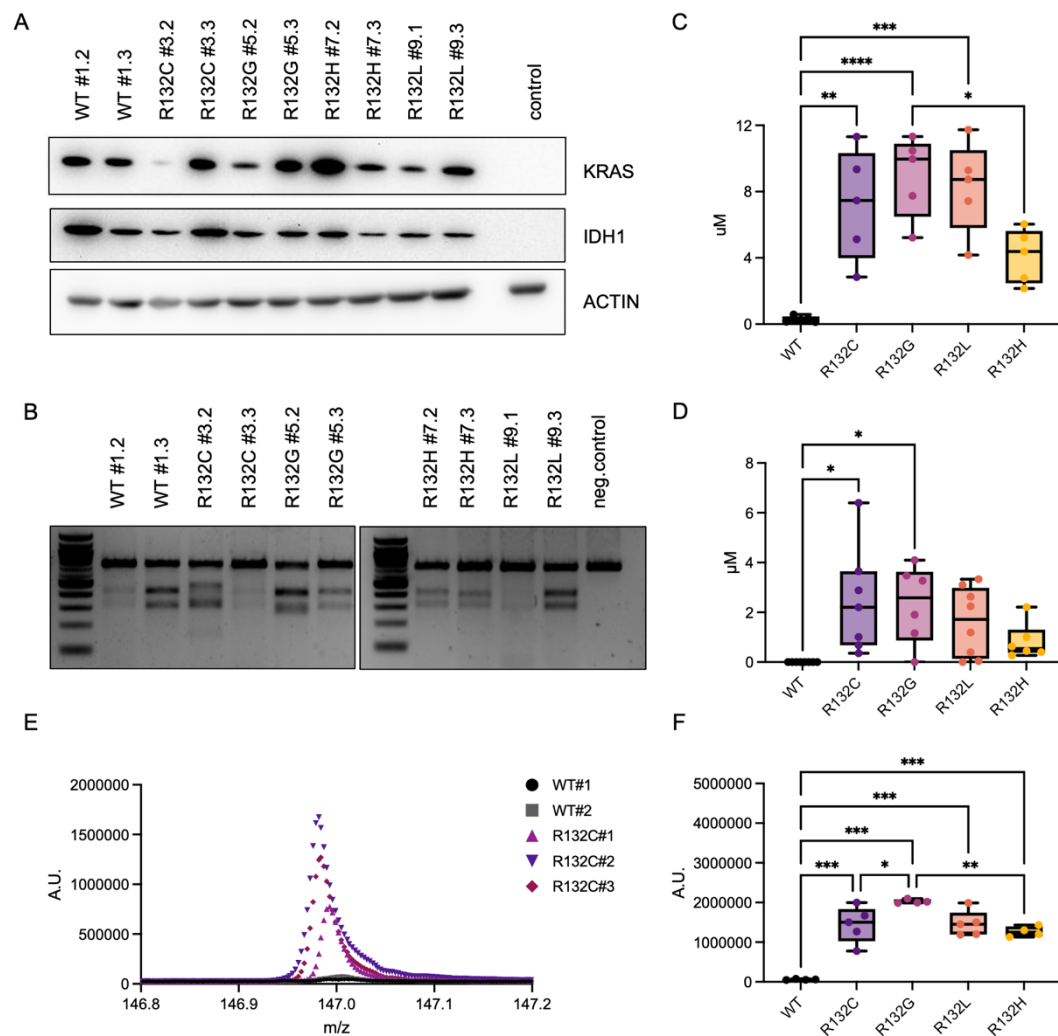 A
WT #1.2
WT #1.3
R132C #3.2
R132C #3.3
R132G #5.2
R132G #5.3
R132H #7.2
R132H #7.3
R132L #9.1
R132L #9.3
control
KRAS
IDH1
ACTIN
B
WT #1.2
WT #1.3
R132C #3.2
R132C #3.3
R132G #5.2
R132G #5.3
R132H #7.2
R132H #7.3
R132L #9.1
R132L #9.3
neg.control
C
***
****
**
*
12
8
4
0
uM
WT
R132C
R132G
R132L
R132H
D
*
*
8
6
4
2
0
μM
WT
R132C
R132G
R132L
R132H
E
2000000
1500000
1000000
500000
0
A.U.
146.8
146.9
147.0
147.1
147.2
m/z
WT#1
WT#2
R132C#1
R132C#2
R132C#3
F
***
***
***
***
*
**
5000000
4000000
3000000
2000000
1000000
0
A.U.
WT
R132C
R132G
R132L
R132H